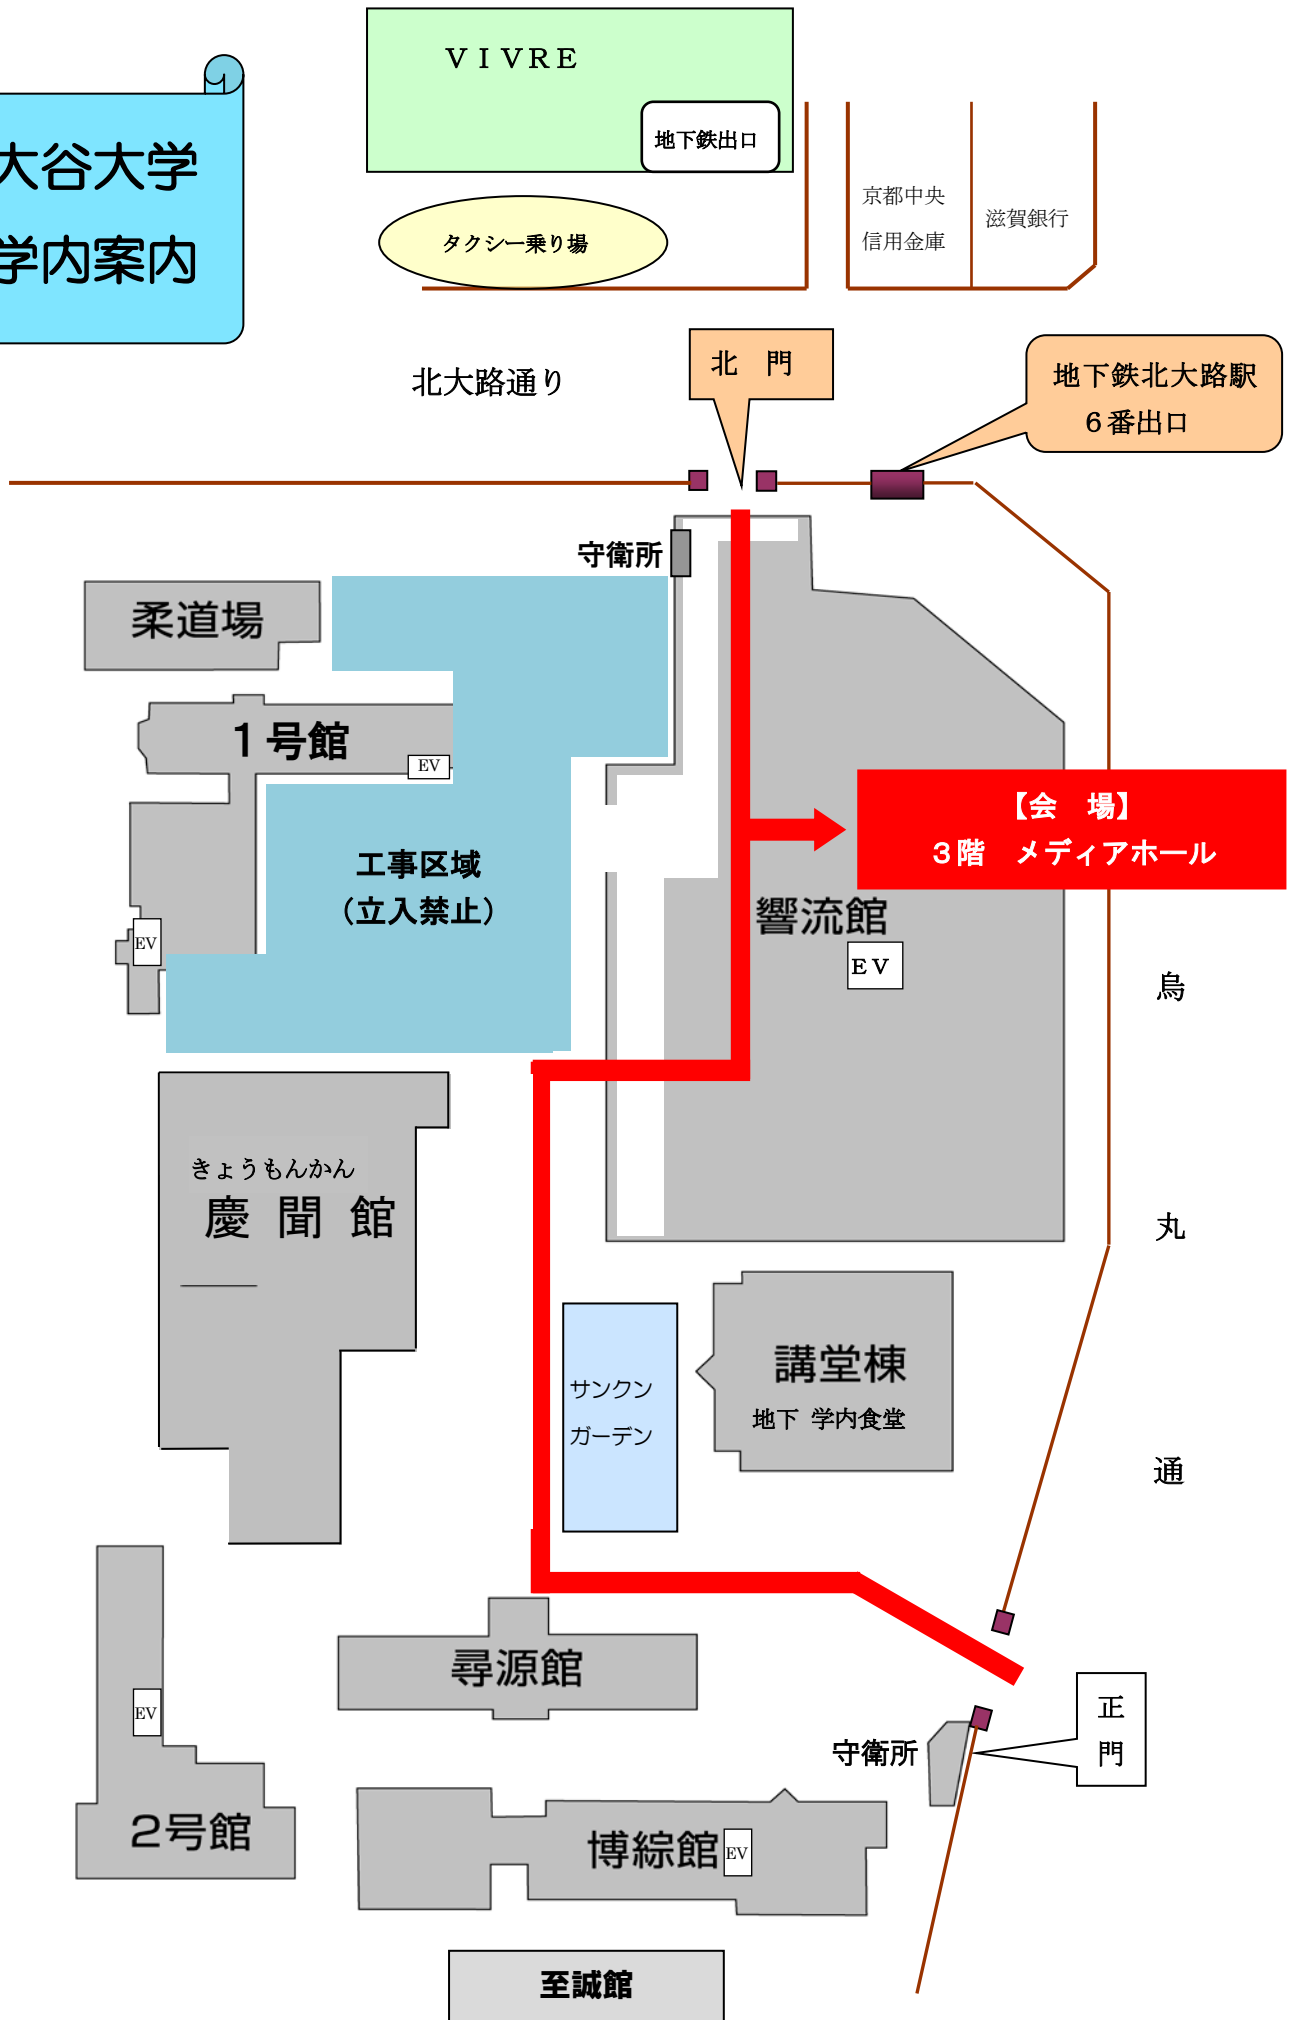 ＶＩＶＲＥ
地下鉄出口
大谷大学
学内案内
京都中央
信用金庫
滋賀銀行
タクシー乗り場
北　門
地下鉄北大路駅
６番出口
北大路通り
守衛所
柔道場
１号館
EV
【会　場】
３階　メディアホール
工事区域
（立入禁止）
響流館
EV
ＥＶ
烏
丸
通
きょうもんかん
慶聞館
サンクン
ガーデン
講堂棟
地下 学内食堂
尋源館
EV
正
門
守衛所
2号館
博綜館
EV
至誠館